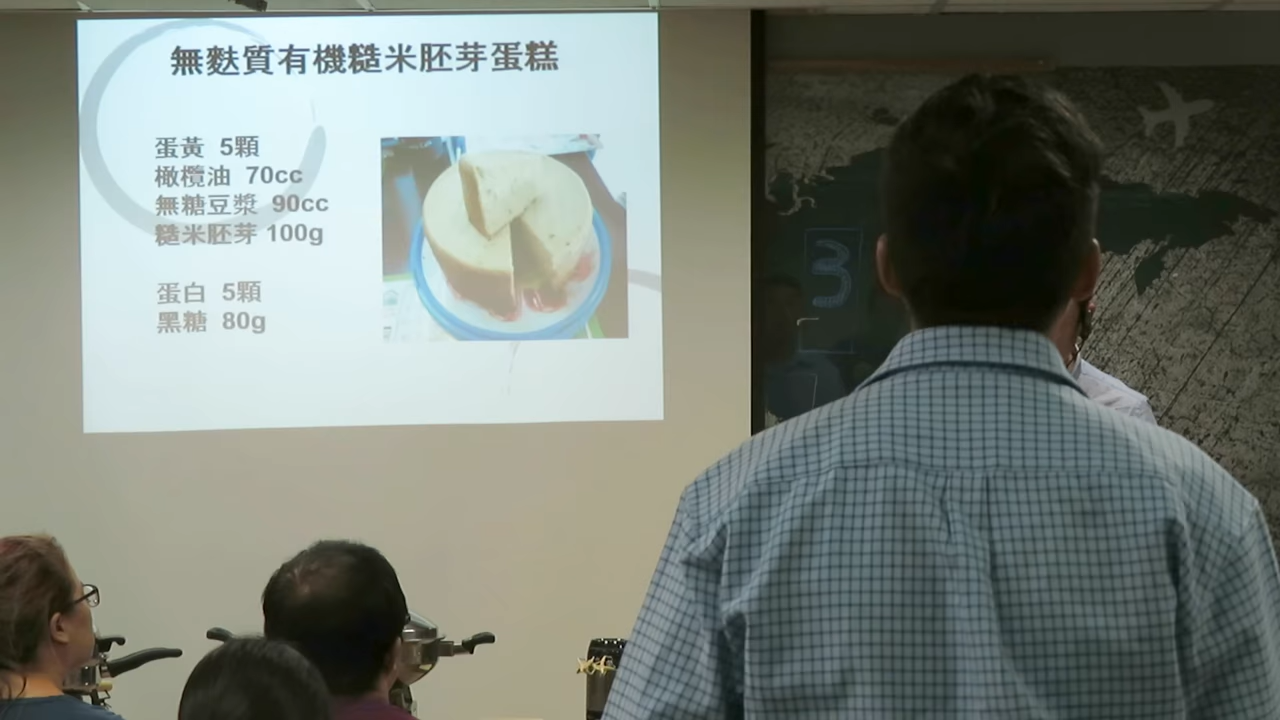 無麩質有機糙米胚芽蛋糕
蛋黃 5顆
橄欖油 70cc
無糖豆漿 90cc
糙米胚芽 100g
蛋白 5顆
黑糖 80g
3